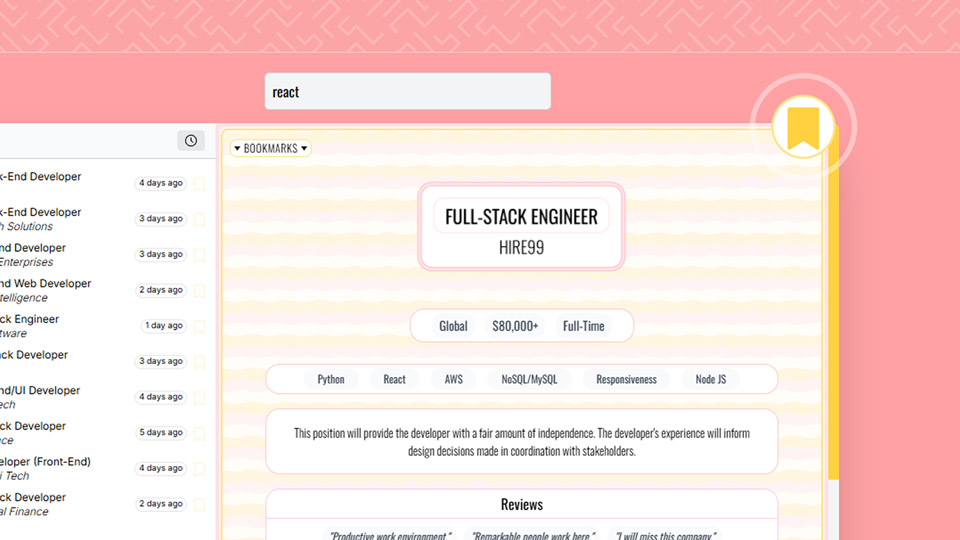 react
BOOKMARKS
k-End Developer
4 days ago
k-End Developer
h Solutions
3 days ago
nd Developer
Enterprises
3 days ago
nd Web Developer
telligence
2 days ago
ck Engineer
tware
1 day ago
ack Developer
3 days ago
nd/UI Developer
ech
4 days ago
ck Developer
ce
5 days ago
eloper (Front-End)
i Tech
4 days ago
ck Developer
al Finance
2 days ago
FULL-STACK ENGINEER
HIRE99
Global $80,000+ Full-Time
Python React AWS NoSQL/MySQL Responsiveness Node JS
This position will provide the developer with a fair amount of independence. The developer's experience will inform
design decisions made in coordination with stakeholders.
Reviews
"Productive work environment." "Remarkable people work here." "I will miss this company."